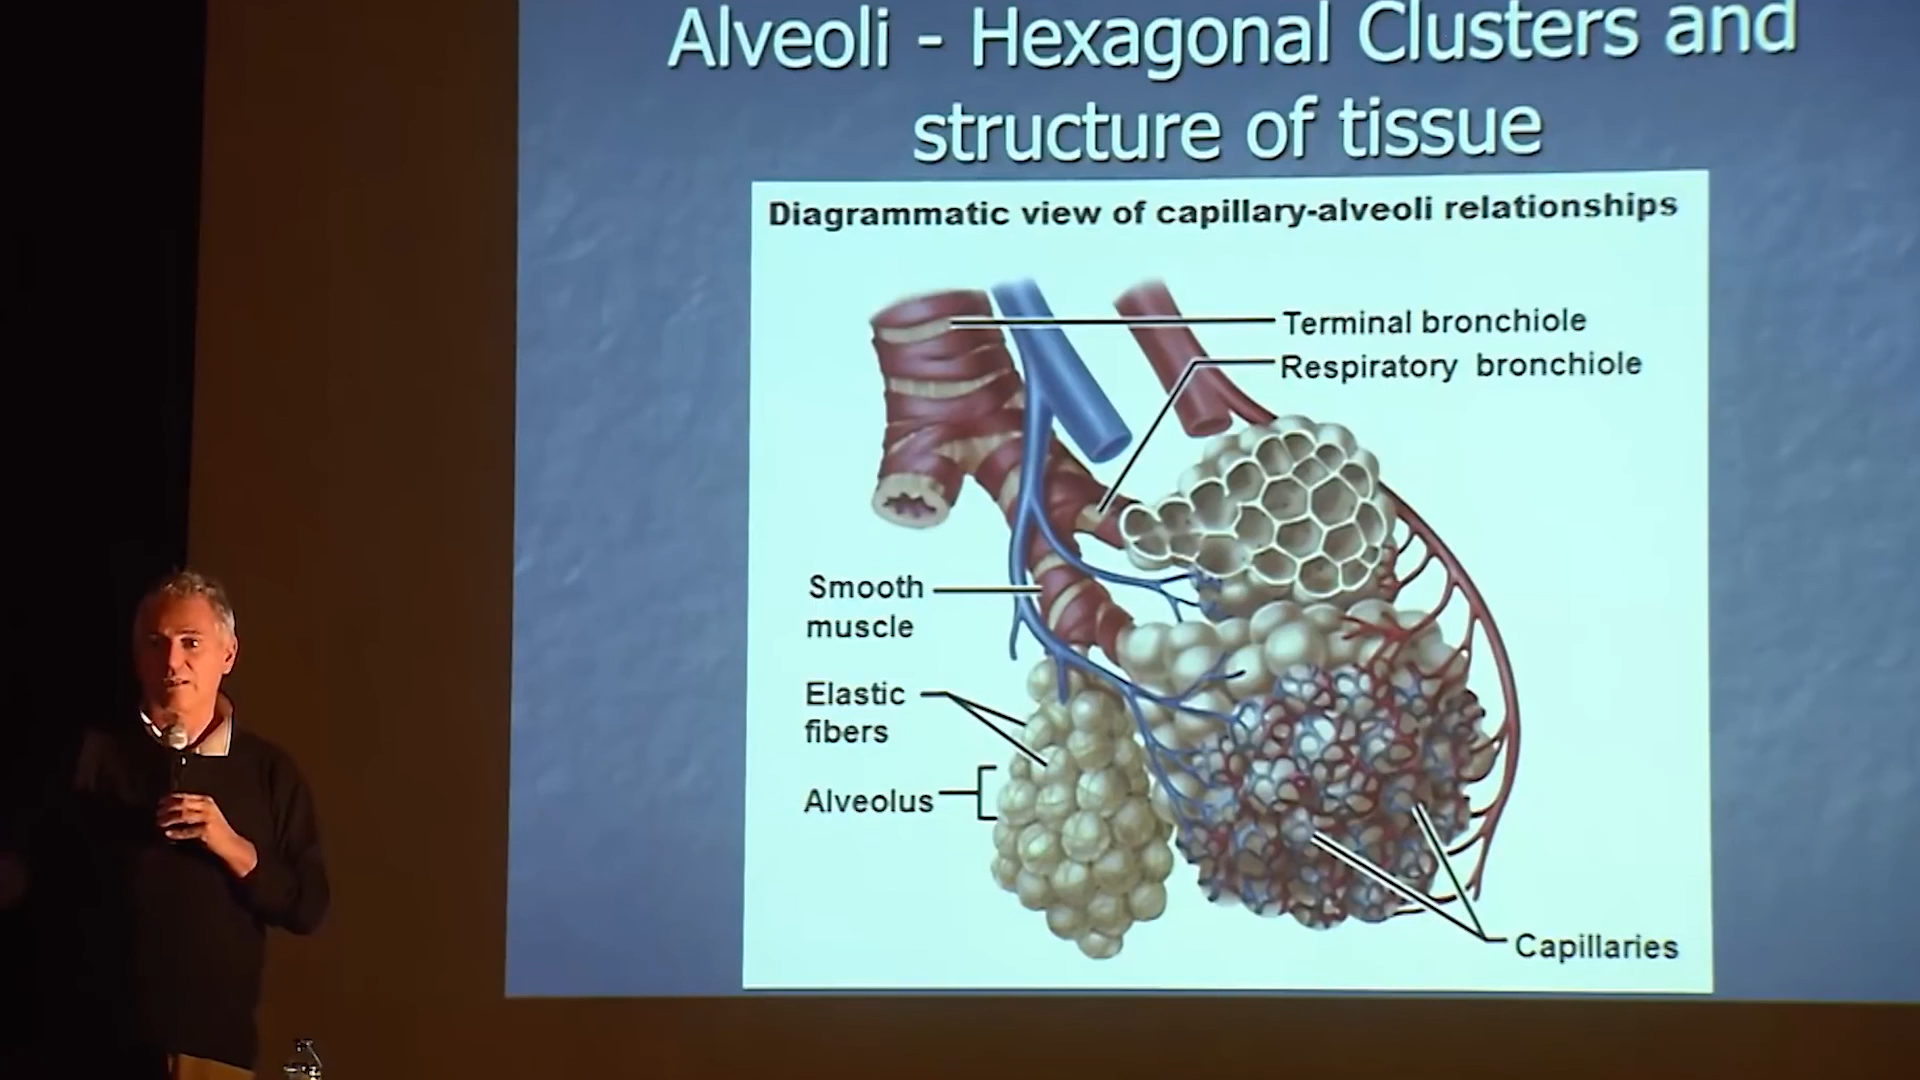 Alveoli - Hexagonal Clusters and
structure of tissue
Diagrammatic view of capillary-alveoli relationships
Terminal bronchiole
Respiratory bronchiole
Smooth
muscle
Elastic
fibers
Alveolus
Capillaries